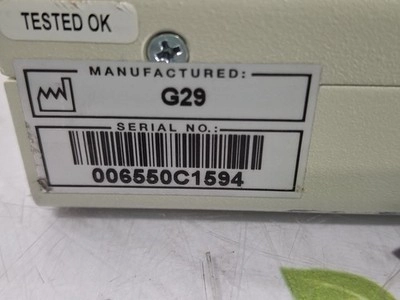 TESTED OK
MANUFACTURED:
G29
SERIAL NO.:
006550C1594